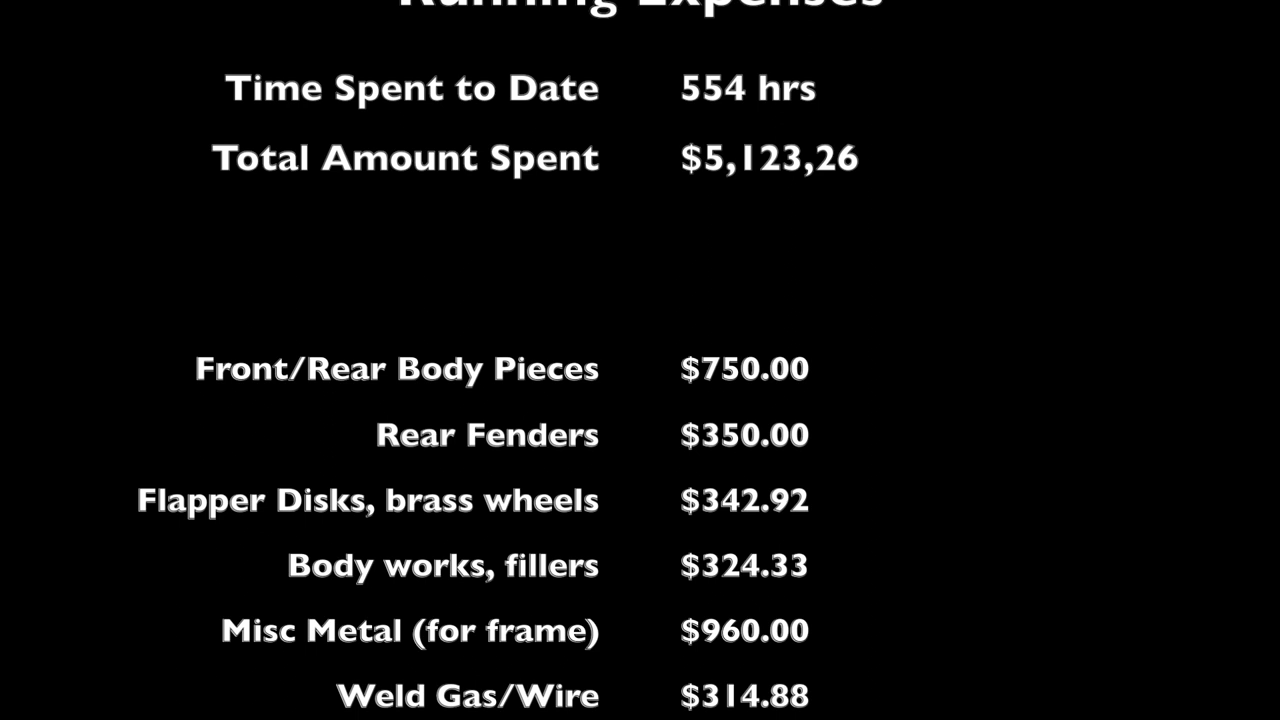 Running Expenses
Time Spent to Date $554 hrs
Total Amount Spent $5,123,26
Front/Rear Body Pieces $750.00
Rear Fenders $350.00
Flapper Disks, brass wheels $342.92
Body works, fillers $324.33
Misc Metal (for frame) $960.00
Weld Gas/Wire $314.88